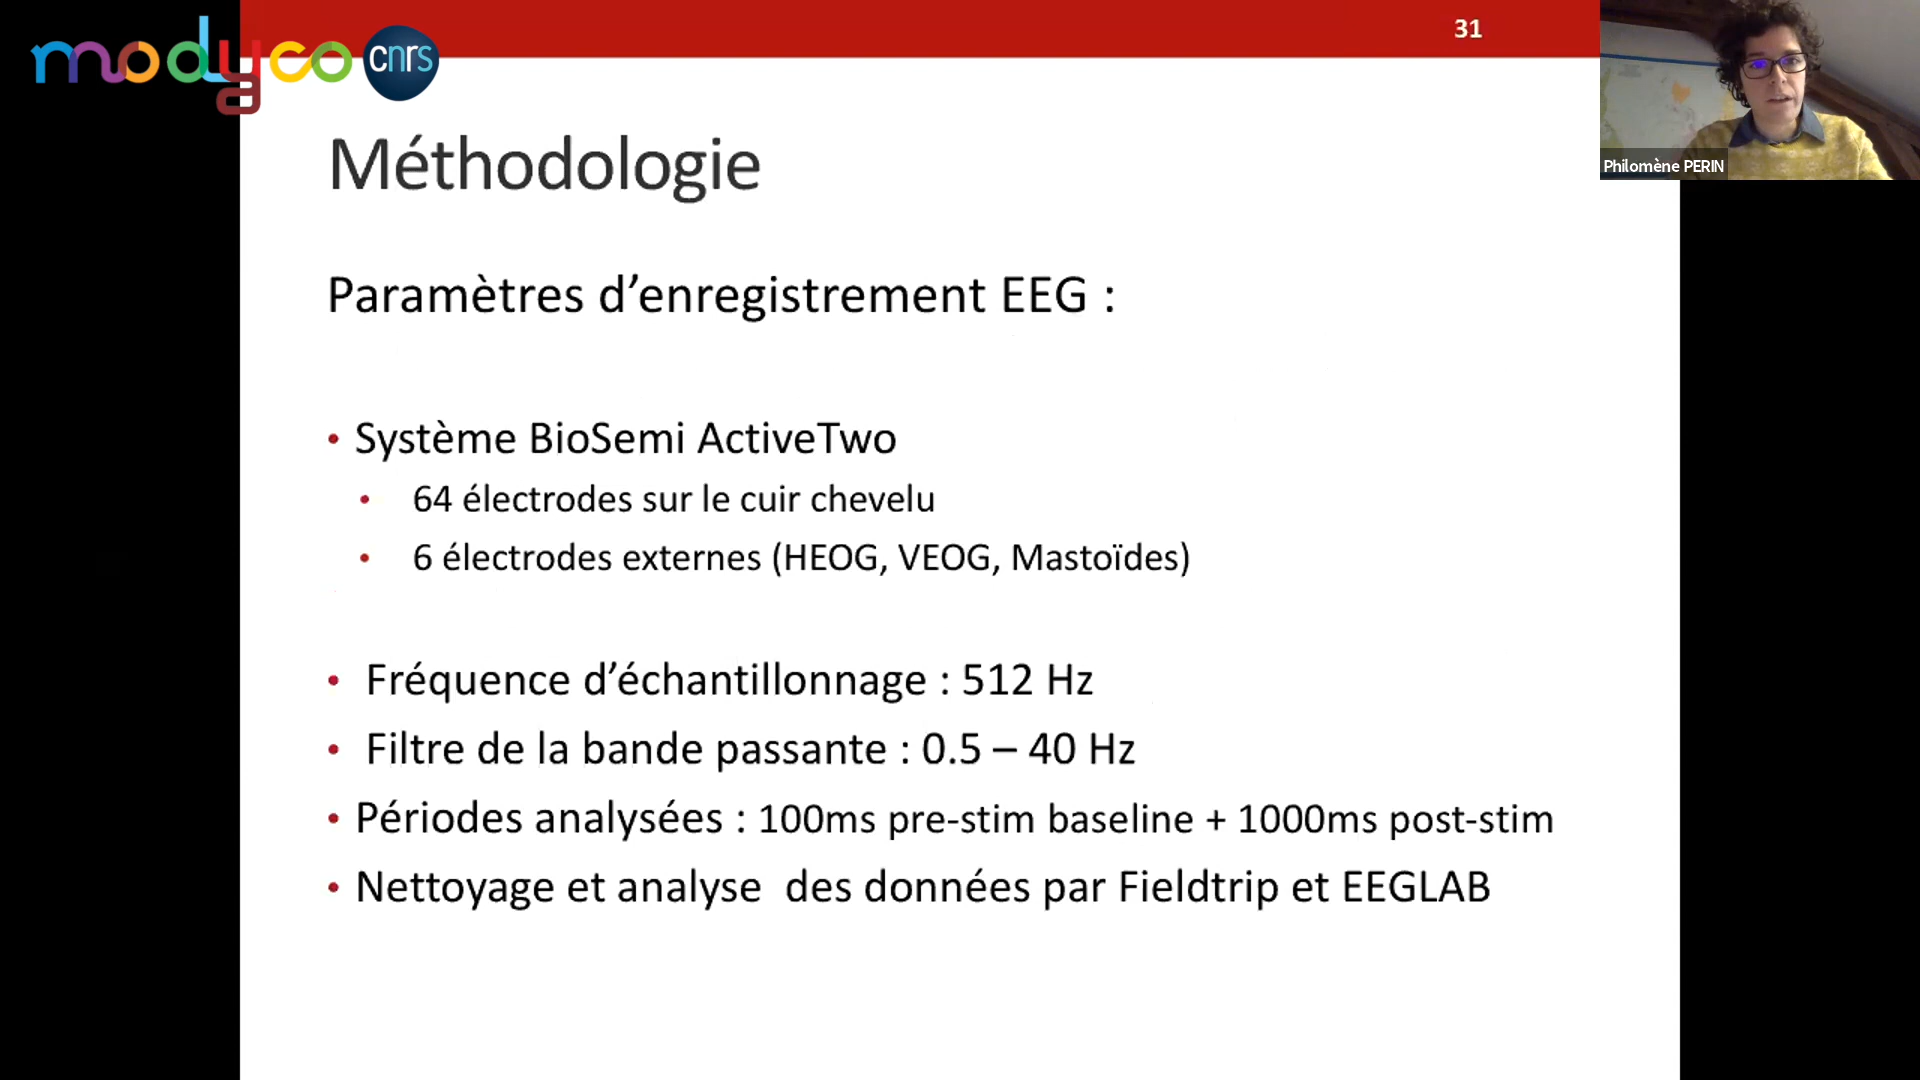 modyco cnrs
31
Philomène PERIN
Méthodologie
Paramètres d’enregistrement EEG :
• Système BioSemi ActiveTwo
• 64 électrodes sur le cuir chevelu
• 6 électrodes externes (HEOG, VEOG, Mastoïdes)
• Fréquence d’échantillonnage : 512 Hz
• Filtre de la bande passante : 0.5 – 40 Hz
• Périodes analysées : 100ms pre-stim baseline + 1000ms post-stim
• Nettoyage et analyse des données par Fieldtrip et EEGLAB